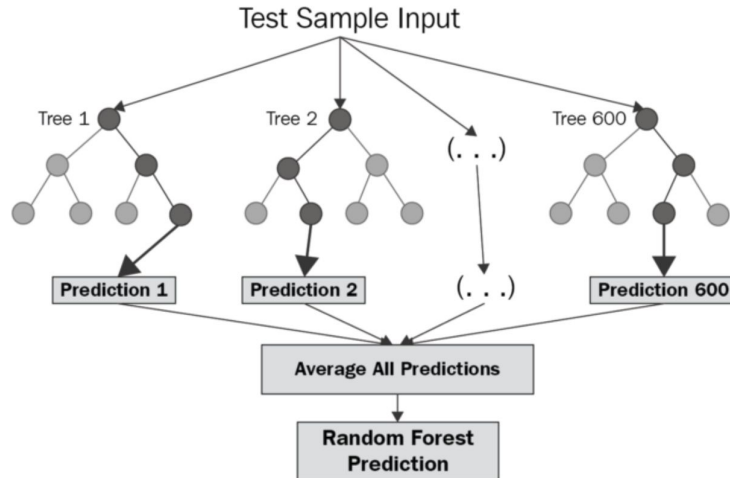 Test Sample Input
Tree 1
Tree 2
Tree 600
(. . .)
Prediction 1
Prediction 2
(. . .)
Prediction 600
Average All Predictions
Random Forest
Prediction